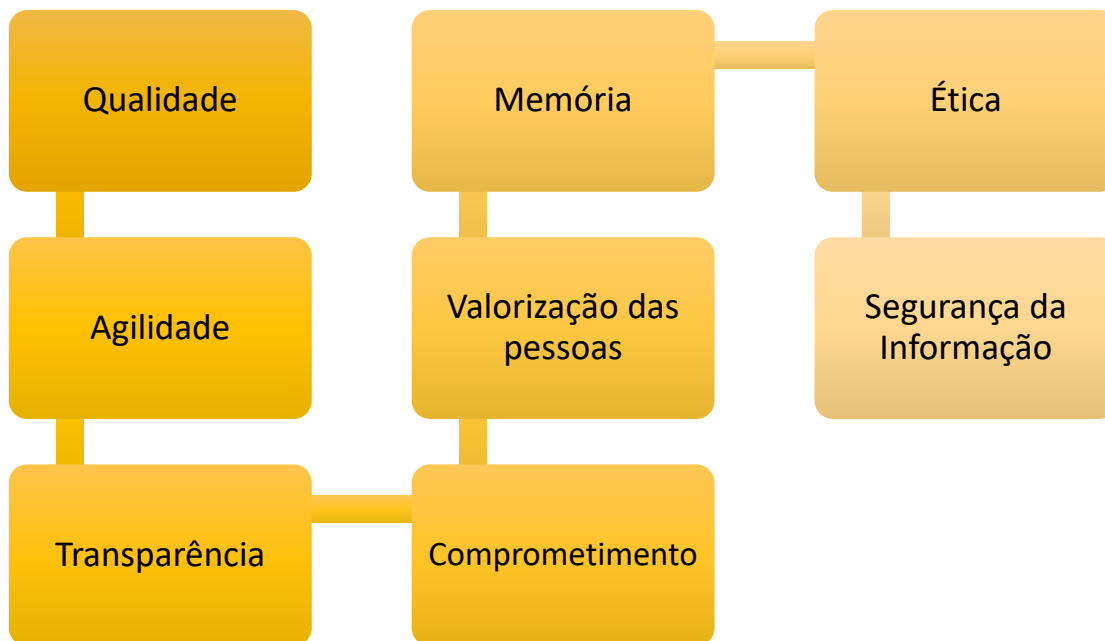 Qualidade
Agilidade
Transparência
Comprometimento
Valorização das
pessoas
Memória
Ética
Segurança da
Informação